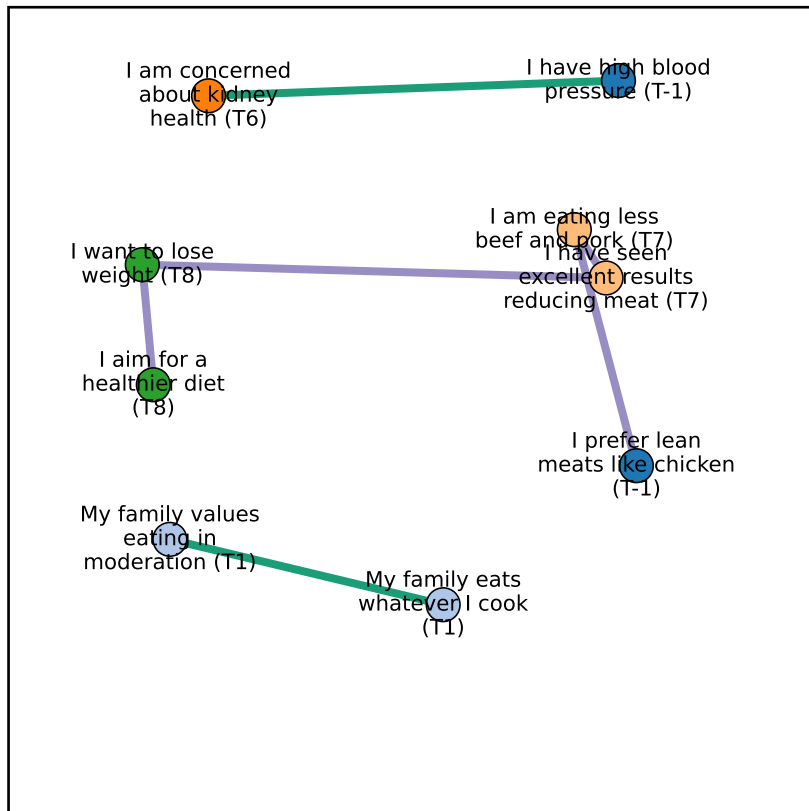 I am concerned
about kidney
health (T6)
I have high blood
pressure (T-1)
I am eating less
beef and pork (T7)
I want to lose
weight (T8)
I have seen
excellent results
reducing meat (T7)
I aim for a
healthier diet
(T8)
I prefer lean
meats like chicken
(T-1)
My family values
eating in
moderation (T1)
My family eats
whatever I cook
(T1)